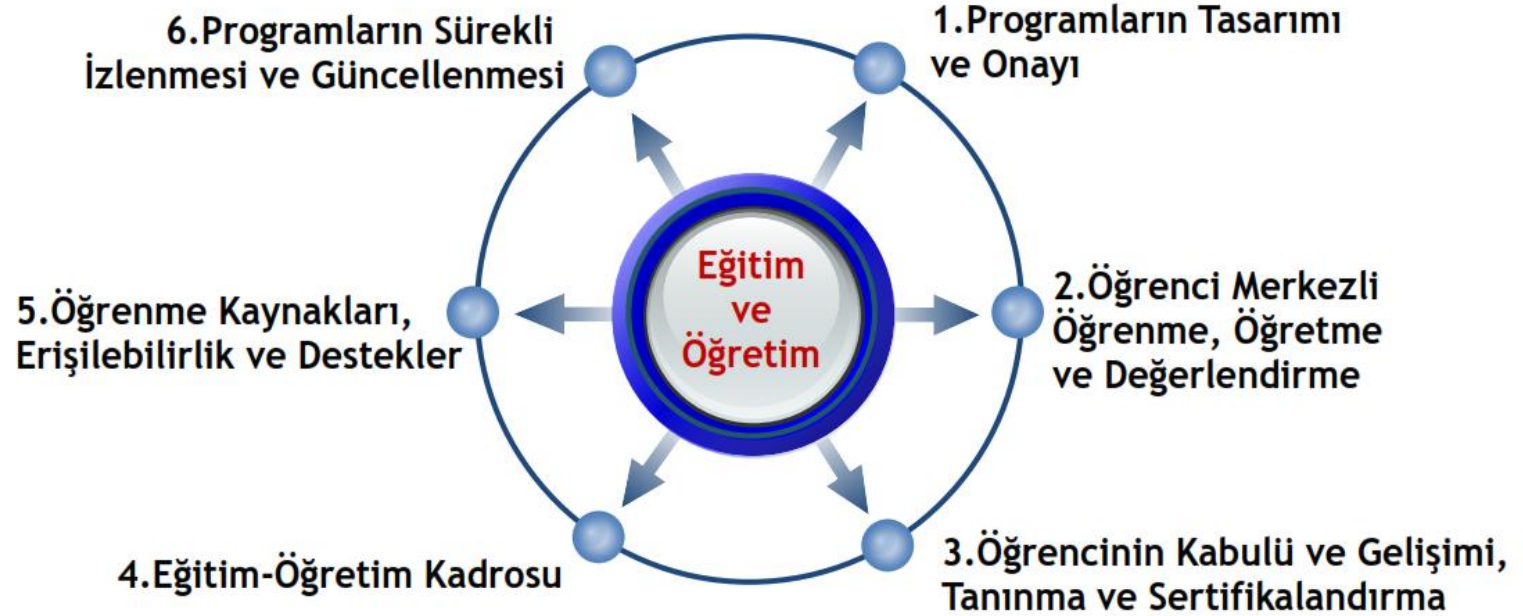 1.Programların Tasarımı
ve Onayı
2.Öğrenci Merkezli
Öğrenme, Öğretme
ve Değerlendirme
3.Öğrencinin Kabulü ve Gelişimi,
Tanınma ve Sertifikalandırma
4.Eğitim-Öğretim Kadrosu
5.Öğrenme Kaynakları,
Erişilebilirlik ve Destekler
6.Programların Sürekli
İzlenmesi ve Güncellenmesi
Eğitim
ve
Öğretim